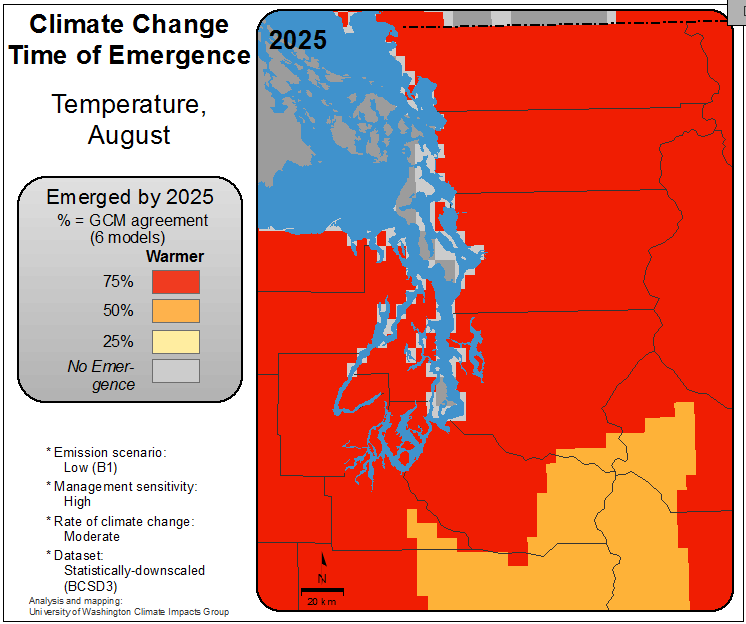 Climate Change
Time of Emergence
Temperature,
August
Emerged by 2025
% = GCM agreement
(6 models)
Warmer
75%
50%
25%
No Emer-
gence
* Emission scenario:
Low (B1)
* Management sensitivity:
High
* Rate of climate change:
Moderate
* Dataset:
Statistically-downscaled
(BCSD3)
Analysis and mapping:
University of Washington Climate Impacts Group
2025
N
20 km